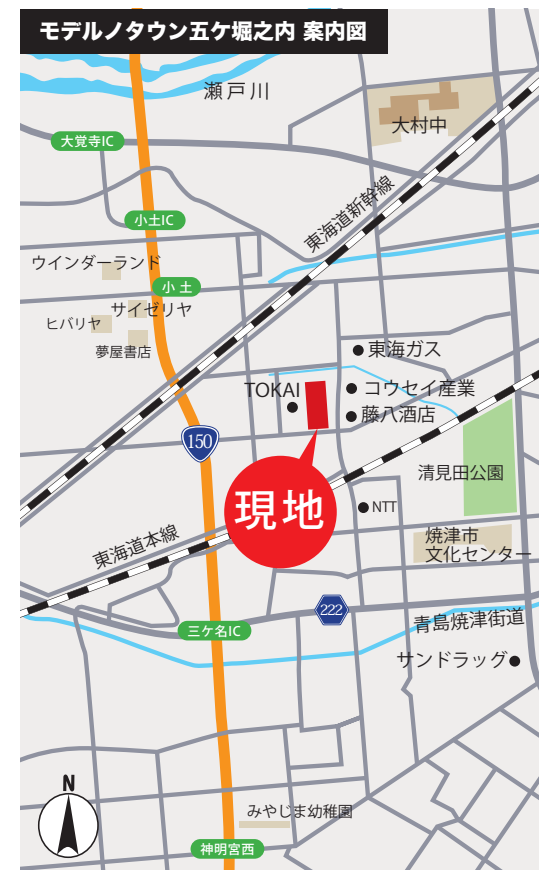 モデルノタウン五ケ堀之内 案内図
瀬戸川
大村中
大覚寺IC
東海道新幹線
小土IC
ウインダーランド
小土
サイゼリヤ
ヒバリヤ
夢屋書店
東海ガス
TOKAI
コウセイ産業
藤八酒店
150
清見田公園
現地
NTT
東海道本線
焼津市
文化センター
222
青島焼津街道
三ケ名IC
サンドラッグ
N
みやじま幼稚園
神明宮西